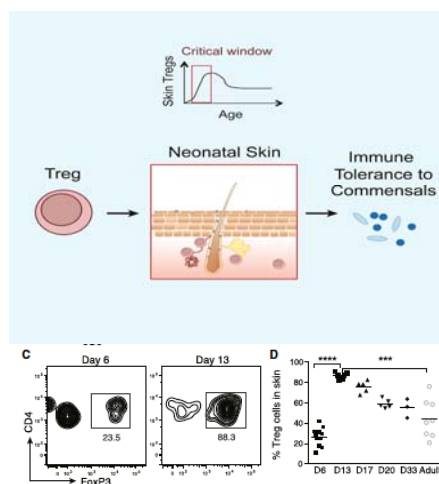 Critical window
Skin Tregs
Age
Treg
Neonatal Skin
Immune
Tolerance to
Commensals
C
Day 6
Day 13
D
CD4
FoxP3
23.5
88.3
% Treg cells in skin
100
80
60
40
20
0
****
***
D6 D13 D17 D20 D33 Adult